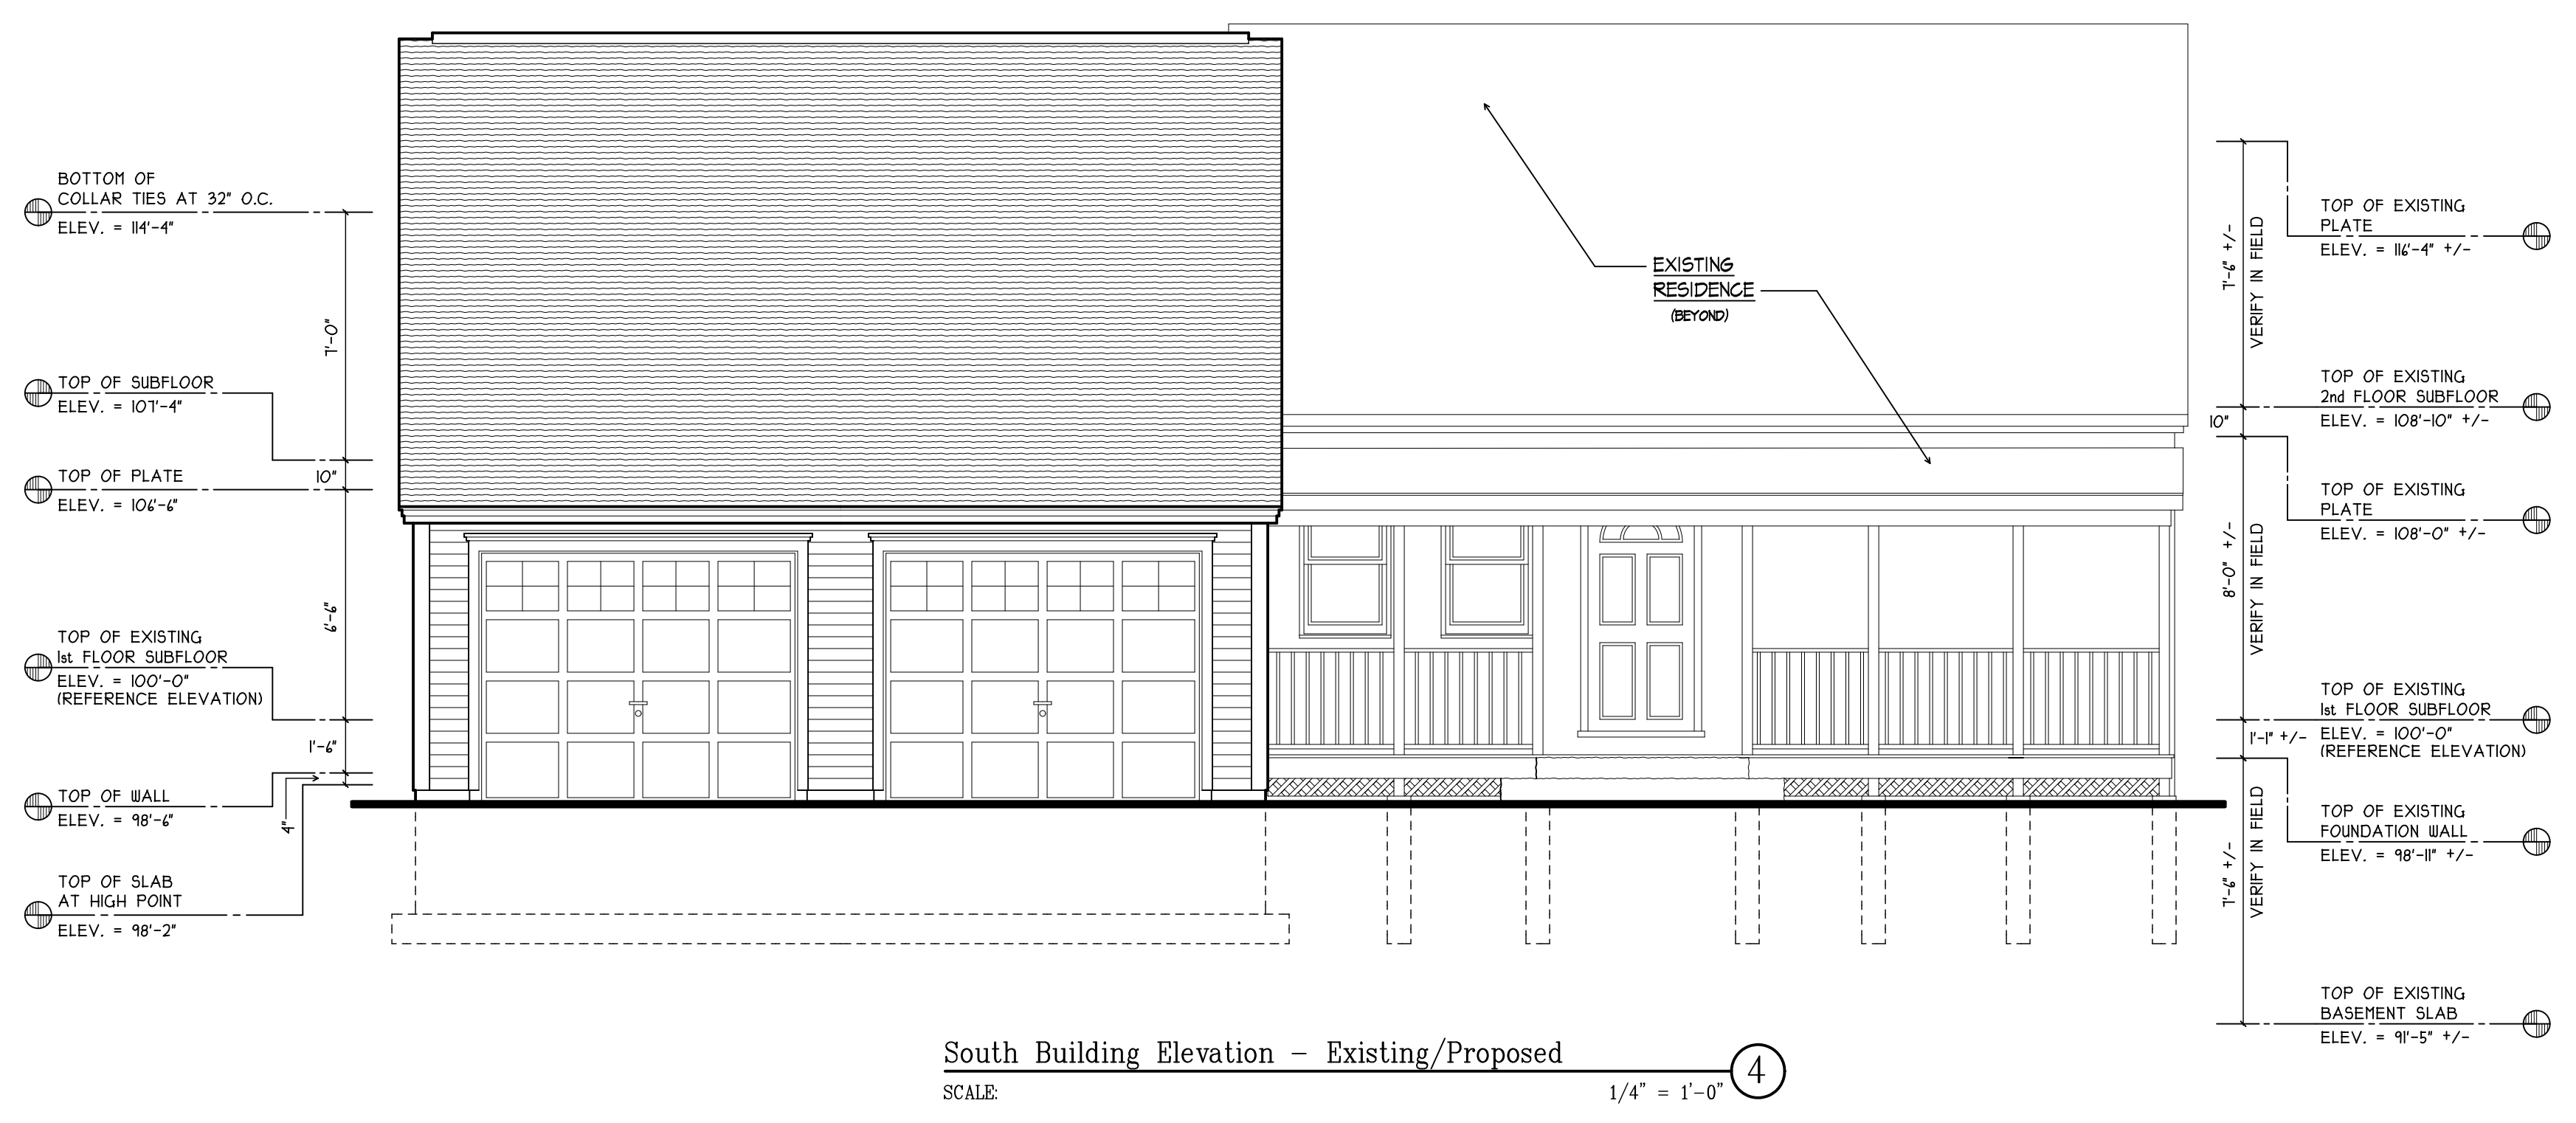 BOTTOM OF
COLLAR TIES AT 32" O.C.
ELEV. = 114'-4"
7'-0"
TOP OF SUBFLOOR
ELEV. = 107'-4"
10"
TOP OF PLATE
ELEV. = 106'-6"
6'-6"
TOP OF EXISTING
1st FLOOR SUBFLOOR
ELEV. = 100'-0"
(REFERENCE ELEVATION)
1'-6"
TOP OF WALL
ELEV. = 98'-6"
4"
TOP OF SLAB
AT HIGH POINT
ELEV. = 98'-2"
EXISTING
RESIDENCE
(BEYOND)
TOP OF EXISTING
PLATE
ELEV. = 116'-4" +/-
7'-6" +/-
VERIFY IN FIELD
TOP OF EXISTING
2nd FLOOR SUBFLOOR
ELEV. = 108'-10" +/-
10"
TOP OF EXISTING
PLATE
ELEV. = 108'-0" +/-
8'-0" +/-
VERIFY IN FIELD
TOP OF EXISTING
1st FLOOR SUBFLOOR
ELEV. = 100'-0"
(REFERENCE ELEVATION)
1'-1" +/-
TOP OF EXISTING
FOUNDATION WALL
ELEV. = 98'-11" +/-
7'-6" +/-
VERIFY IN FIELD
TOP OF EXISTING
BASEMENT SLAB
ELEV. = 91'-5" +/-
South Building Elevation - Existing/Proposed
4
SCALE: 1/4" = 1'-0"